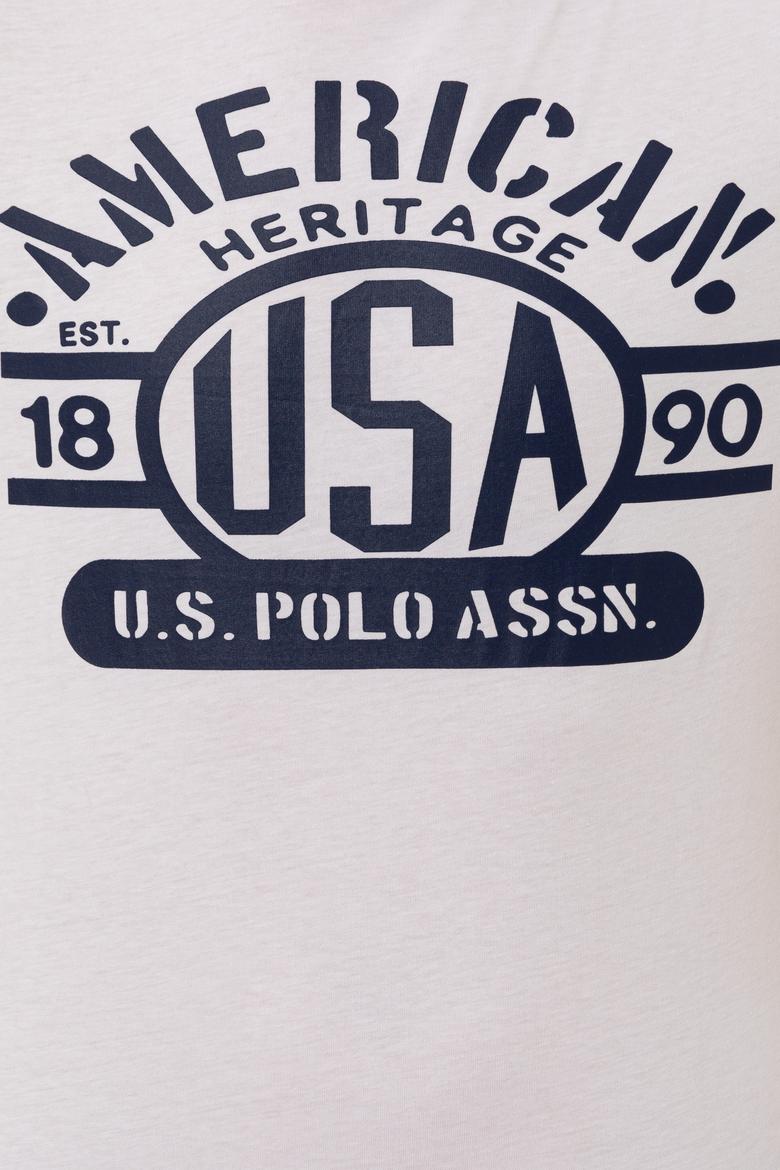 AMERICAN
HERITAGE
EST.
18 USA 90
U.S. POLO ASSN.